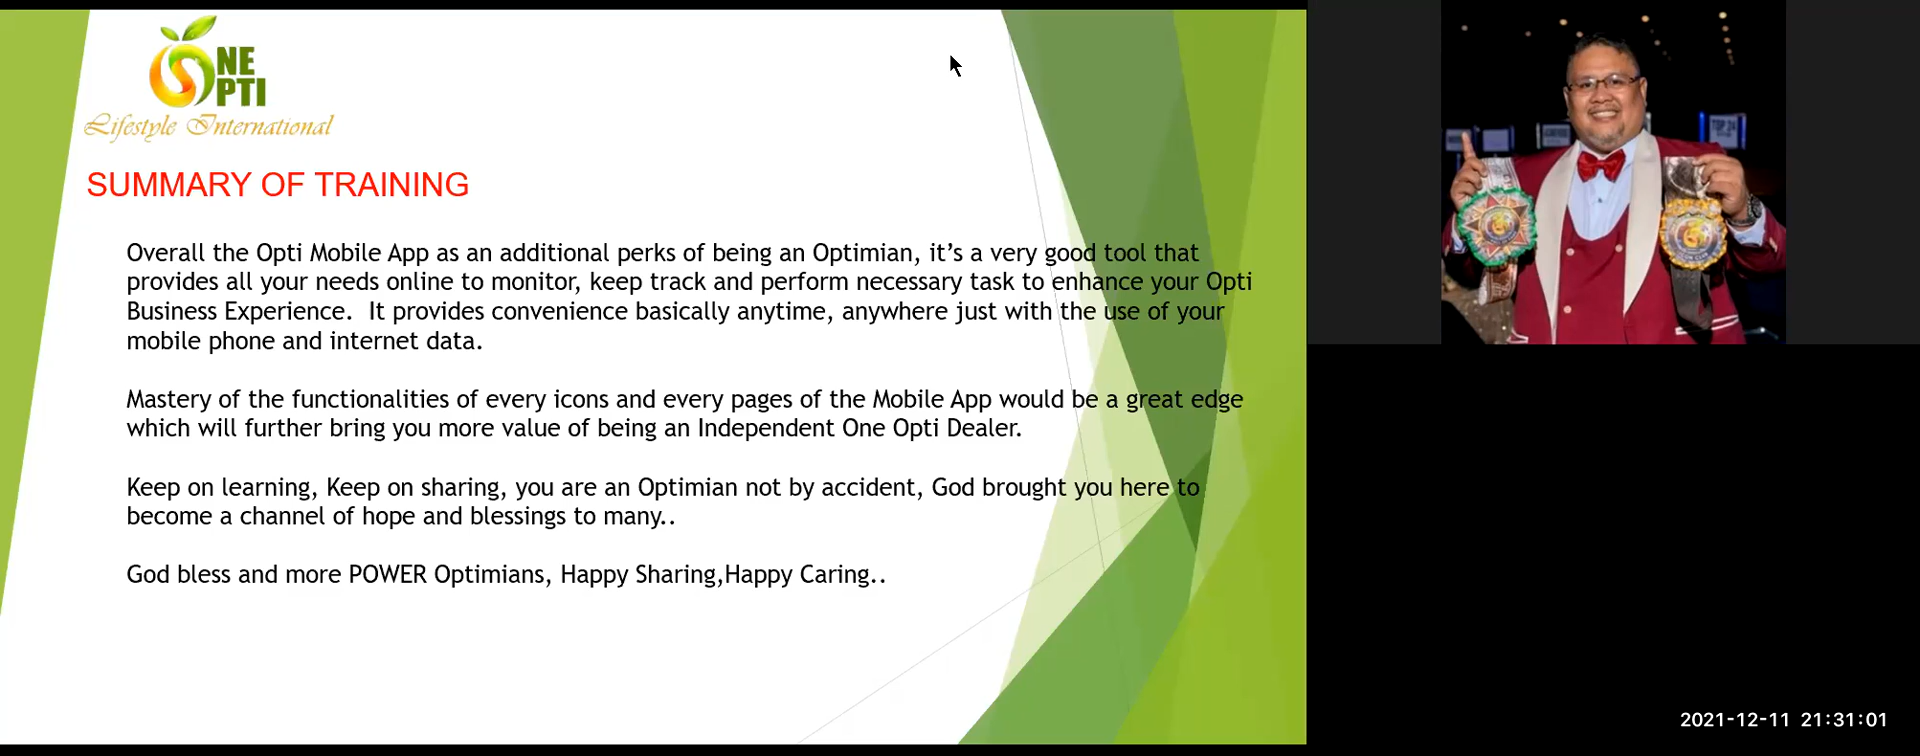 ONE
OPTI
Lifestyle International
SUMMARY OF TRAINING
Overall the Opti Mobile App as an additional perks of being an Optimian, it's a very good tool that
provides all your needs online to monitor, keep track and perform necessary task to enhance your Opti
Business Experience.  It provides convenience basically anytime, anywhere just with the use of your
mobile phone and internet data.
Mastery of the functionalities of every icons and every pages of the Mobile App would be a great edge
which will further bring you more value of being an Independent One Opti Dealer.
Keep on learning, Keep on sharing, you are an Optimian not by accident, God brought you here to
become a channel of hope and blessings to many..
God bless and more POWER Optimians, Happy Sharing,Happy Caring..
TOP 24
2021-12-11 21:31:01